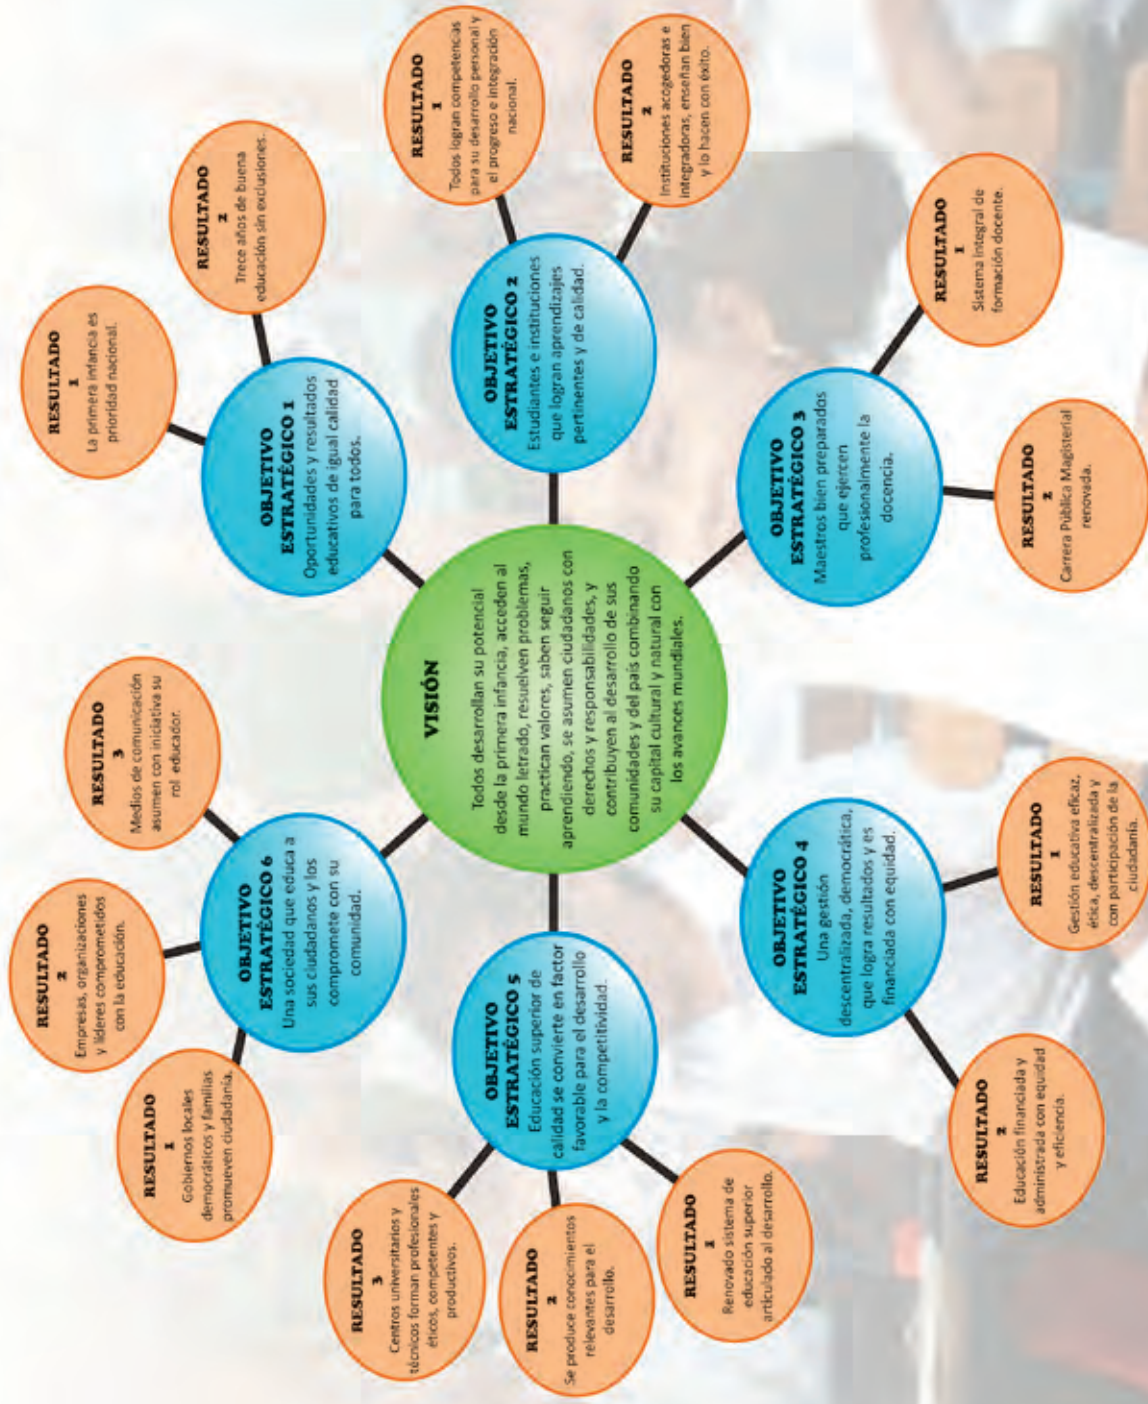 VISIÓN
Todos desarrollan su potencial
desde la primera infancia, acceden al
mundo letrado, resuelven problemas,
practican valores, saben seguir
aprendiendo, se asumen ciudadanos con
derechos y responsabilidades, y
contribuyen al desarrollo de sus
comunidades y del país combinando
su capital cultural y natural con
los avances mundiales.
OBJETIVO
ESTRATÉGICO 1
Oportunidades y resultados
educativos de igual calidad
para todos.
RESULTADO
1
La primera infancia es
prioridad nacional.
RESULTADO
2
Trece años de buena
educación sin exclusiones.
OBJETIVO
ESTRATÉGICO 2
Estudiantes e instituciones
que logran aprendizajes
pertinentes y de calidad.
RESULTADO
1
Todos logran competencias
para su desarrollo personal y
el progreso e integración
nacional.
RESULTADO
2
Instituciones acogedoras e
integradoras, enseñan bien
y lo hacen con éxito.
OBJETIVO
ESTRATÉGICO 3
Maestros bien preparados
que ejercen
profesionalmente la
docencia.
RESULTADO
1
Sistema integral de
formación docente.
RESULTADO
2
Carrera Pública Magisterial
renovada.
OBJETIVO
ESTRATÉGICO 4
Una gestión
descentralizada, democrática,
que logra resultados y es
financiada con equidad.
RESULTADO
1
Gestión educativa eficaz,
ética, descentralizada y
con participación de la
ciudadanía.
RESULTADO
2
Educación financiada y
administrada con equidad
y eficiencia.
OBJETIVO
ESTRATÉGICO 5
Educación superior de
calidad se convierte en factor
favorable para el desarrollo
y la competitividad.
RESULTADO
1
Renovado sistema de
educación superior
articulado al desarrollo.
RESULTADO
2
Se produce conocimientos
relevantes para el
desarrollo.
RESULTADO
3
Centros universitarios y
técnicos forman profesionales
éticos, competentes y
productivos.
OBJETIVO
ESTRATÉGICO 6
Una sociedad que educa a
sus ciudadanos y los
compromete con su
comunidad.
RESULTADO
1
Gobiernos locales
democráticos y familias
promueven ciudadanía.
RESULTADO
2
Empresas, organizaciones
y líderes comprometidos
con la educación.
RESULTADO
3
Medios de comunicación
asumen con iniciativa su
rol educador.